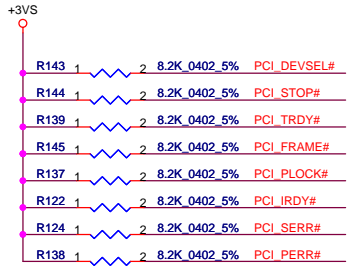 +3VS
R143 1 2 8.2K_0402_5% PCI_DEVSEL#
R144 1 2 8.2K_0402_5% PCI_STOP#
R139 1 2 8.2K_0402_5% PCI_TRDY#
R145 1 2 8.2K_0402_5% PCI_FRAME#
R137 1 2 8.2K_0402_5% PCI_PLOCK#
R122 1 2 8.2K_0402_5% PCI_IRDY#
R124 1 2 8.2K_0402_5% PCI_SERR#
R138 1 2 8.2K_0402_5% PCI_PERR#